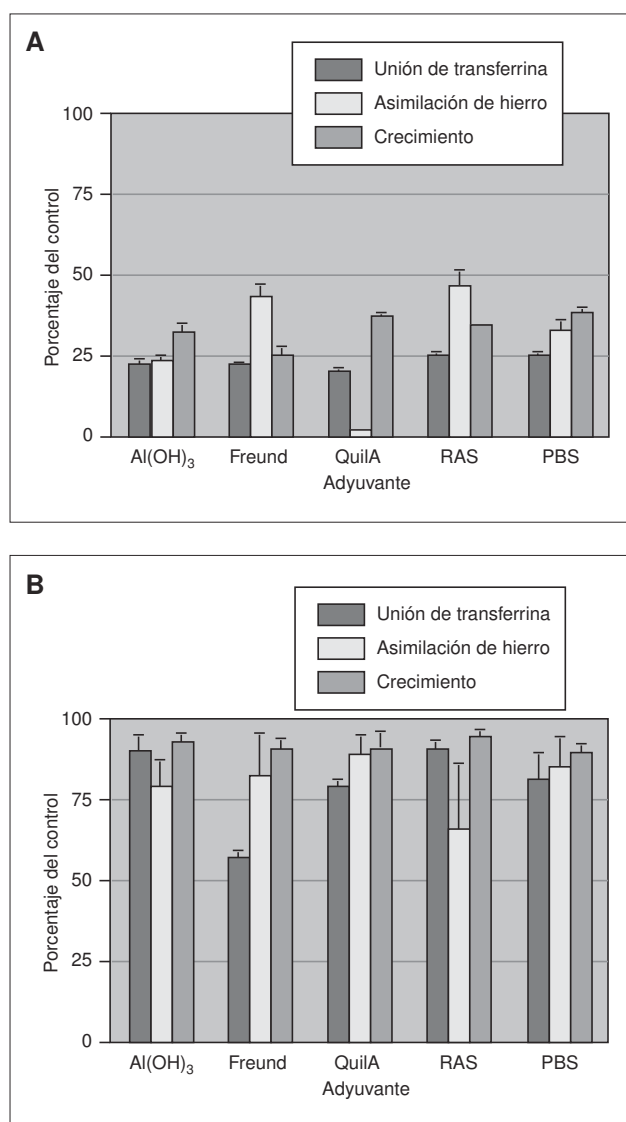 A
Unión de transferrina
Asimilación de hierro
Crecimiento
Porcentaje del control
100
75
50
25
0
Al(OH)₃ Freund QuilA RAS PBS
Adyuvante
B
Unión de transferrina
Asimilación de hierro
Crecimiento
Porcentaje del control
100
75
50
25
0
Al(OH)₃ Freund QuilA RAS PBS
Adyuvante